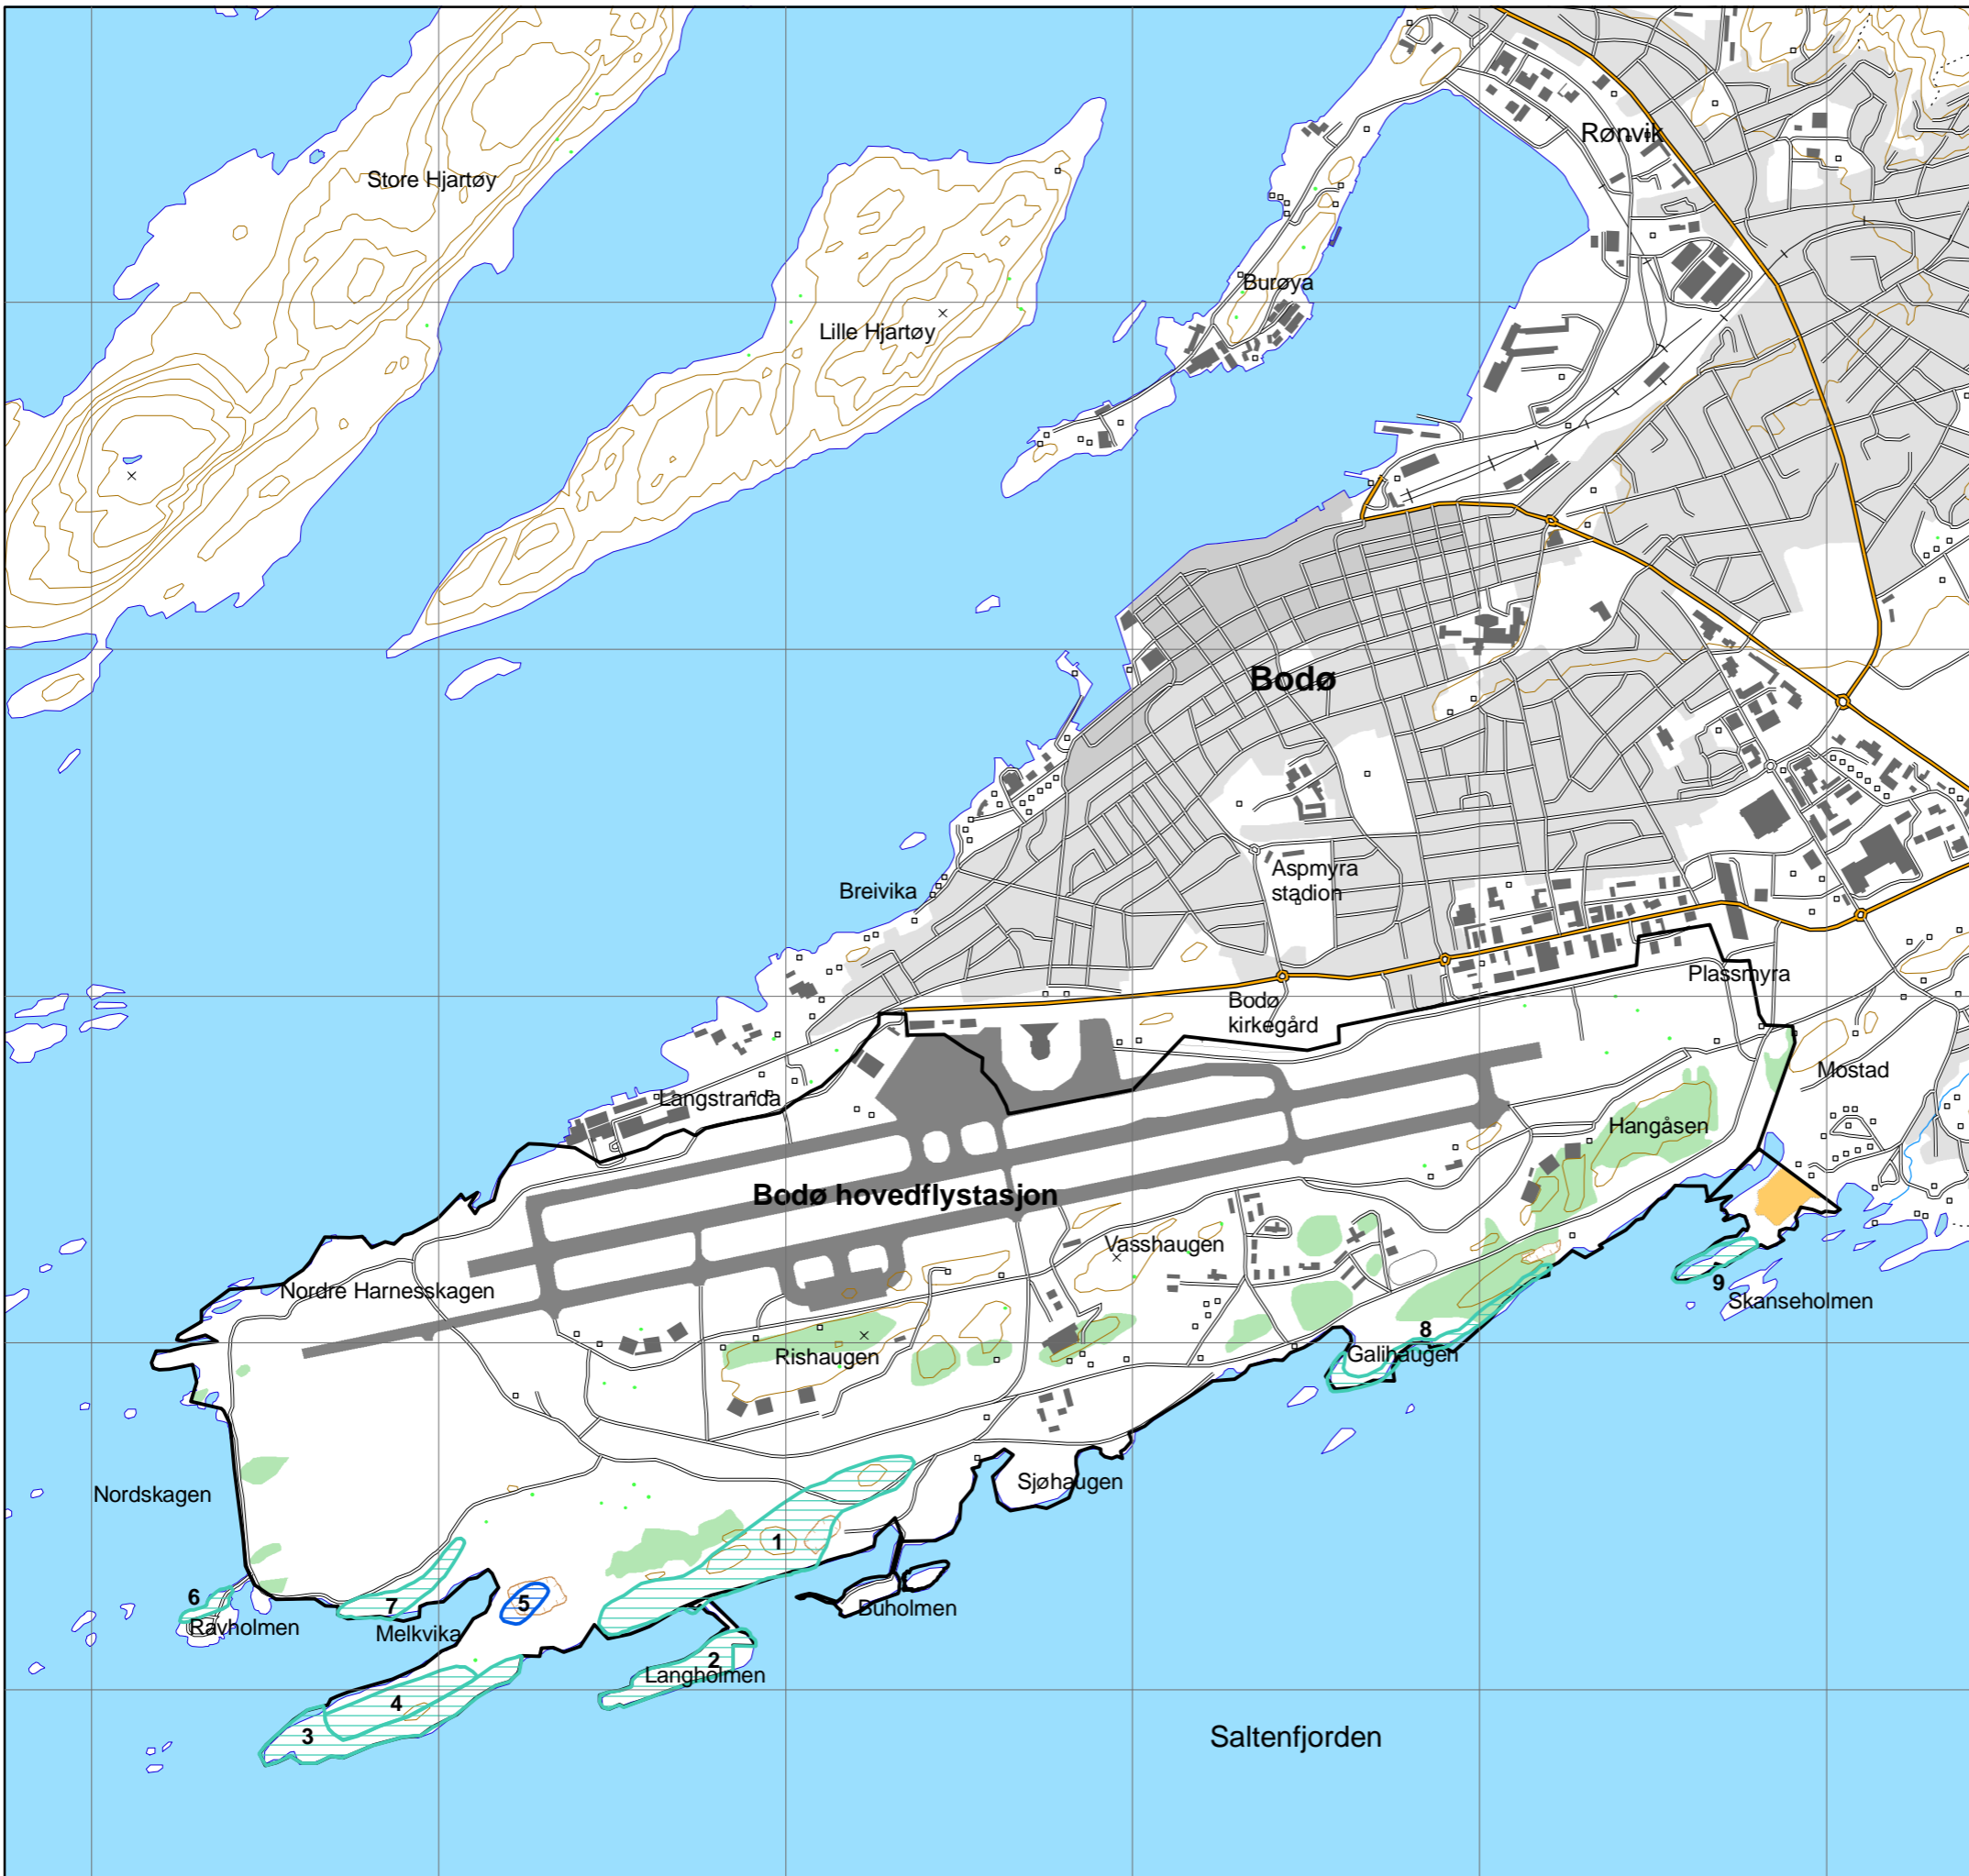 Rønvik
Store Hjartøy
Burøya
Lille Hjartøy
Bodø
Aspmyra
stadion
Breivika
Plassmyra
Bodø
kirkegård
Mostad
Langstranda
Hangåsen
Bodø hovedflystasjon
Vasshaugen
9
Nordre Harnesskagen
Skanseholmen
8
Rishaugen
Galihaugen
Sjøhaugen
Nordskagen
1
6
7
5
Buholmen
Ravholmen
Melkvika
2
Langholmen
4
3
Saltenfjorden